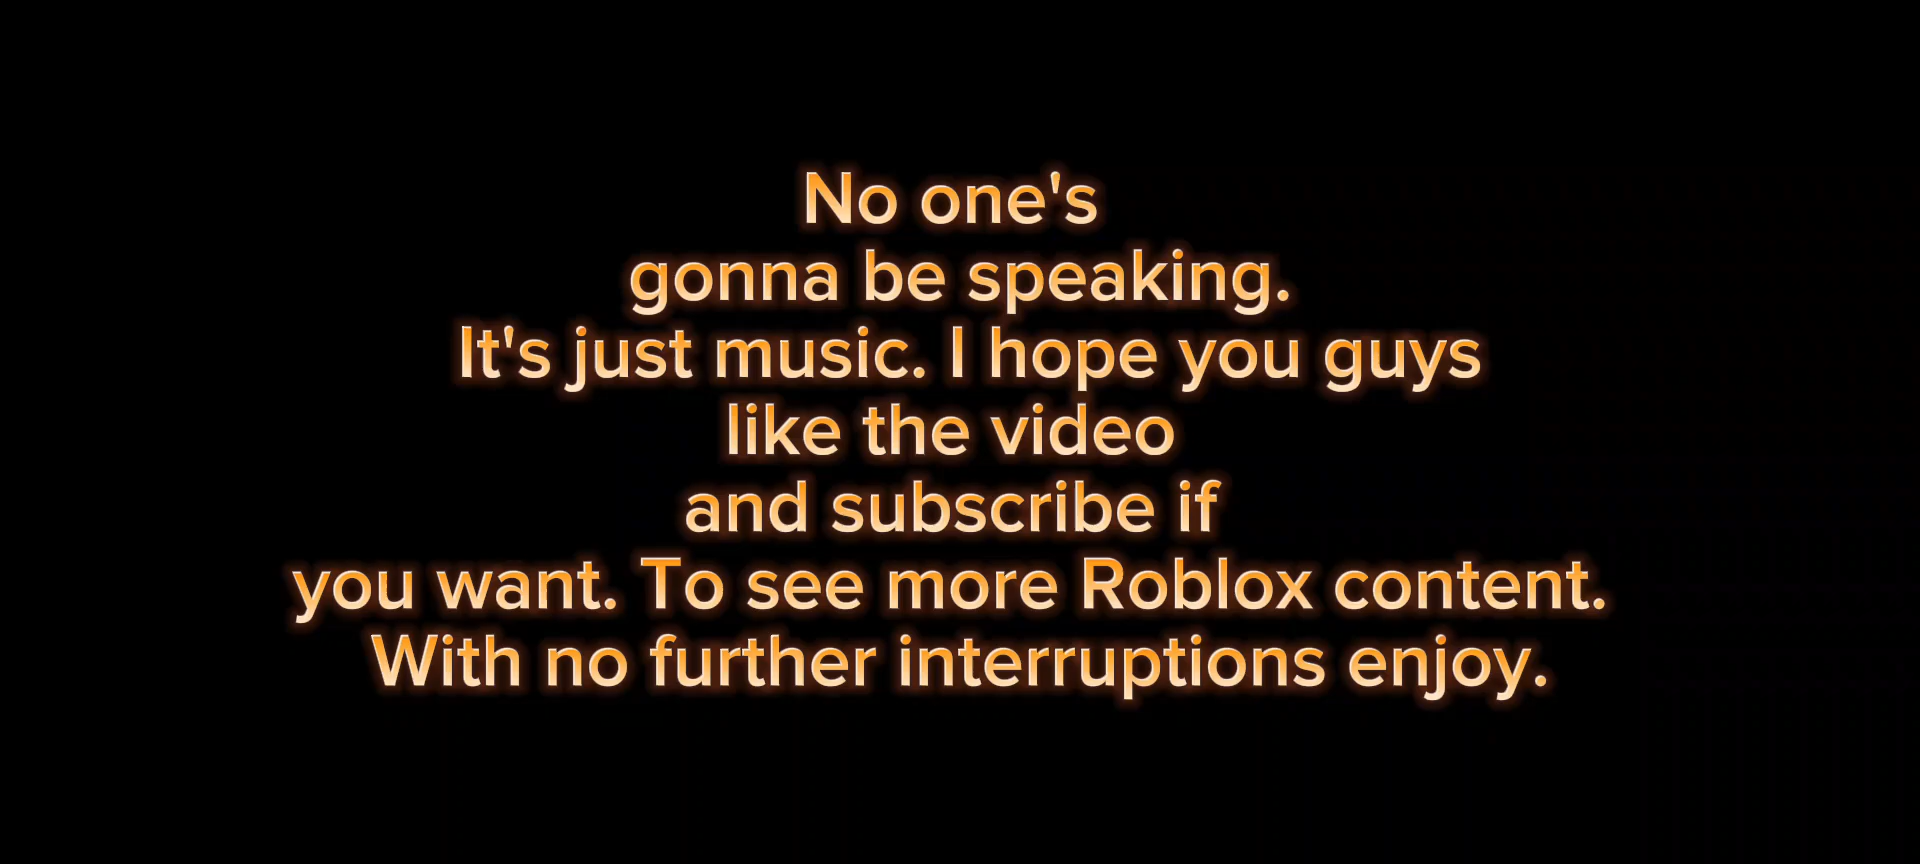 No one's
gonna be speaking.
It's just music. I hope you guys
like the video
and subscribe if
you want. To see more Roblox content.
With no further interruptions enjoy.